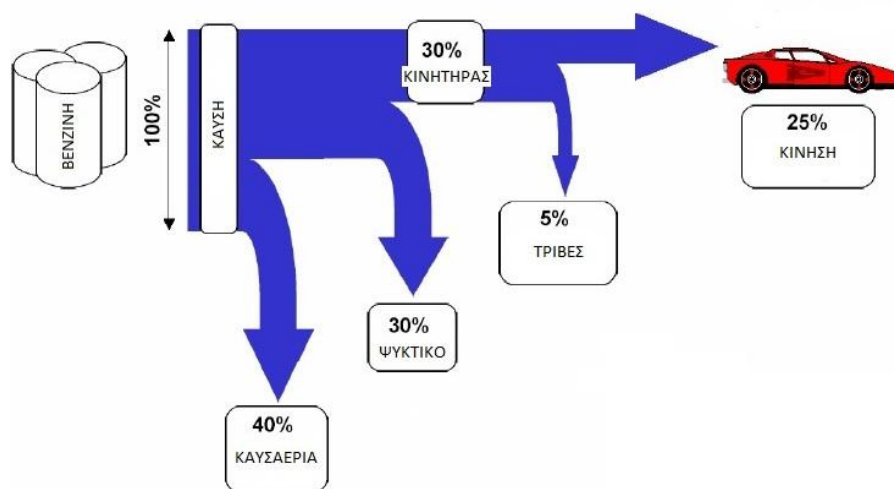 ΒΕΝΖΙΝΗ
100%
ΚΑΥΣΗ
30%
ΚΙΝΗΤΗΡΑΣ
25%
ΚΙΝΗΣΗ
5%
ΤΡΙΒΕΣ
30%
ΨΥΚΤΙΚΟ
40%
ΚΑΥΣΑΕΡΙΑ